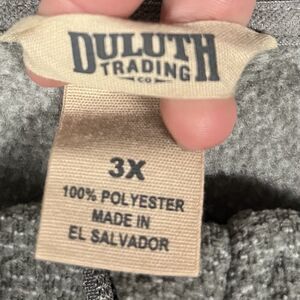 DULUTH
TRADING
CO
3X
100% POLYESTER
MADE IN
EL SALVADOR